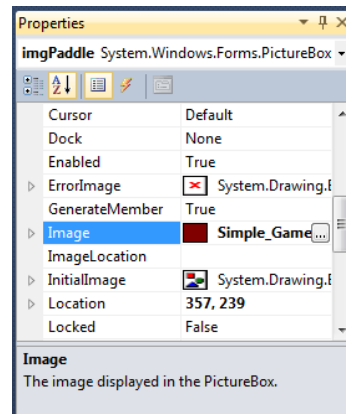 Properties
imgPaddle System.Windows.Forms.PictureBox
Cursor Default
Dock None
Enabled True
ErrorImage System.Drawing.
GenerateMember True
Image Simple_Game...
ImageLocation
InitialImage System.Drawing.
Location 357, 239
Locked False
Image
The image displayed in the PictureBox.